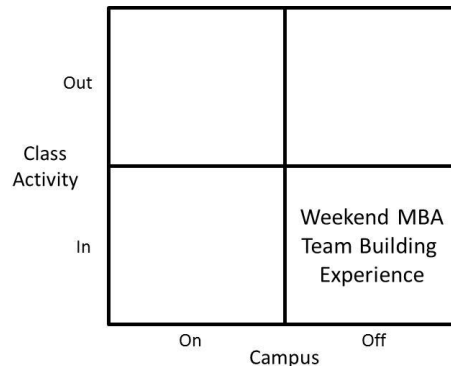 Out
Class
Activity
In
Weekend MBA
Team Building
Experience
On
Off
Campus